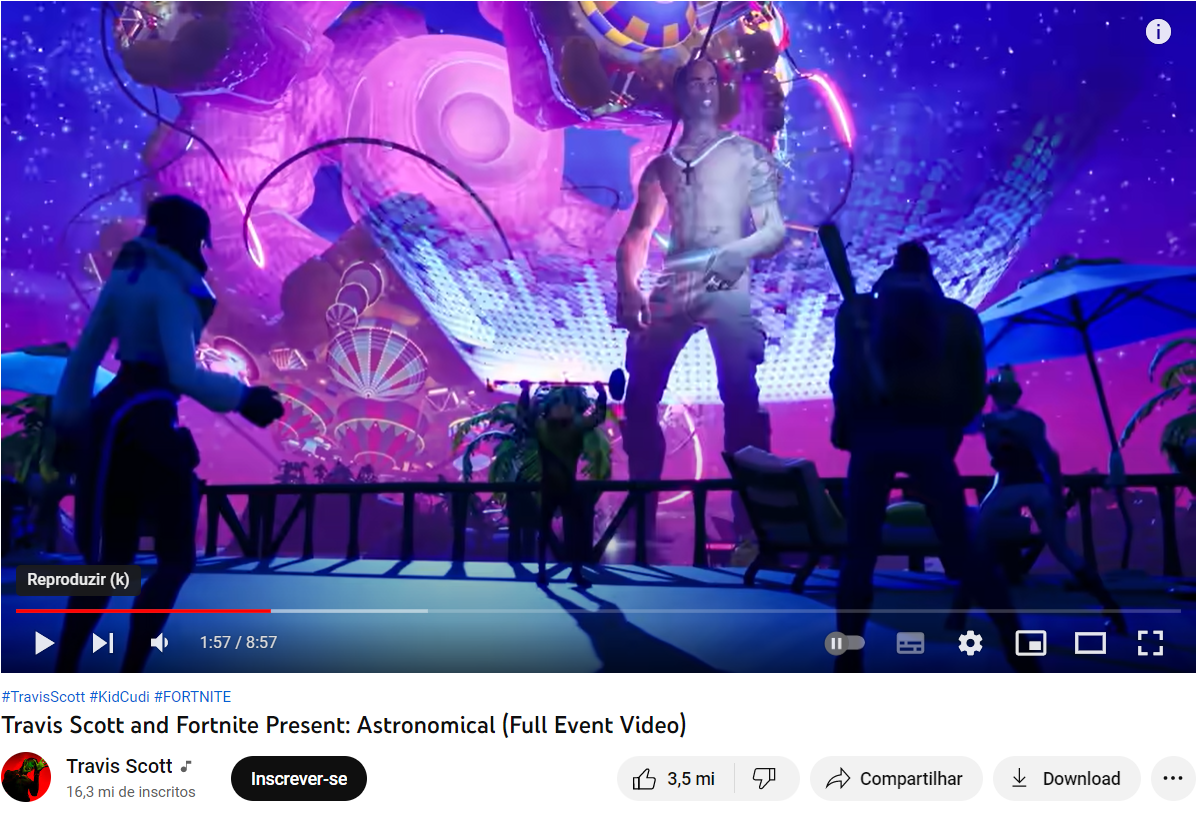 Reproduzir (k)
1:57 / 8:57
#TravisScott #KidCudi #FORTNITE
Travis Scott and Fortnite Present: Astronomical (Full Event Video)
Travis Scott
16,3 mi de inscritos
Inscrever-se
3,5 mi
Compartilhar
Download